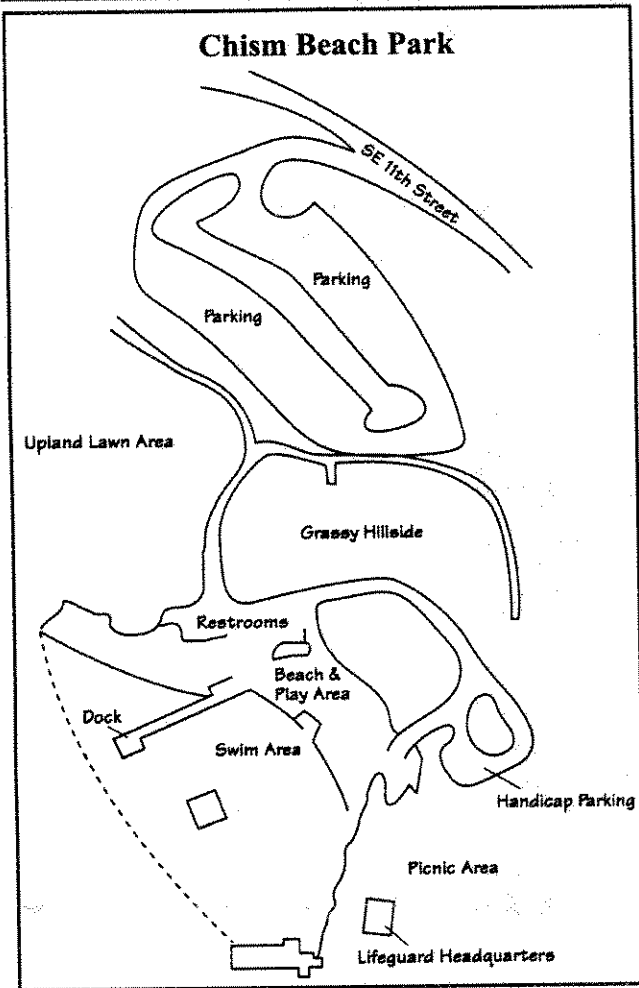 Chism Beach Park
SE 11th Street
Parking
Parking
Upland Lawn Area
Grassy Hillside
Restrooms
Beach &
Play Area
Dock
Swim Area
Handicap Parking
Picnic Area
Lifeguard Headquarters